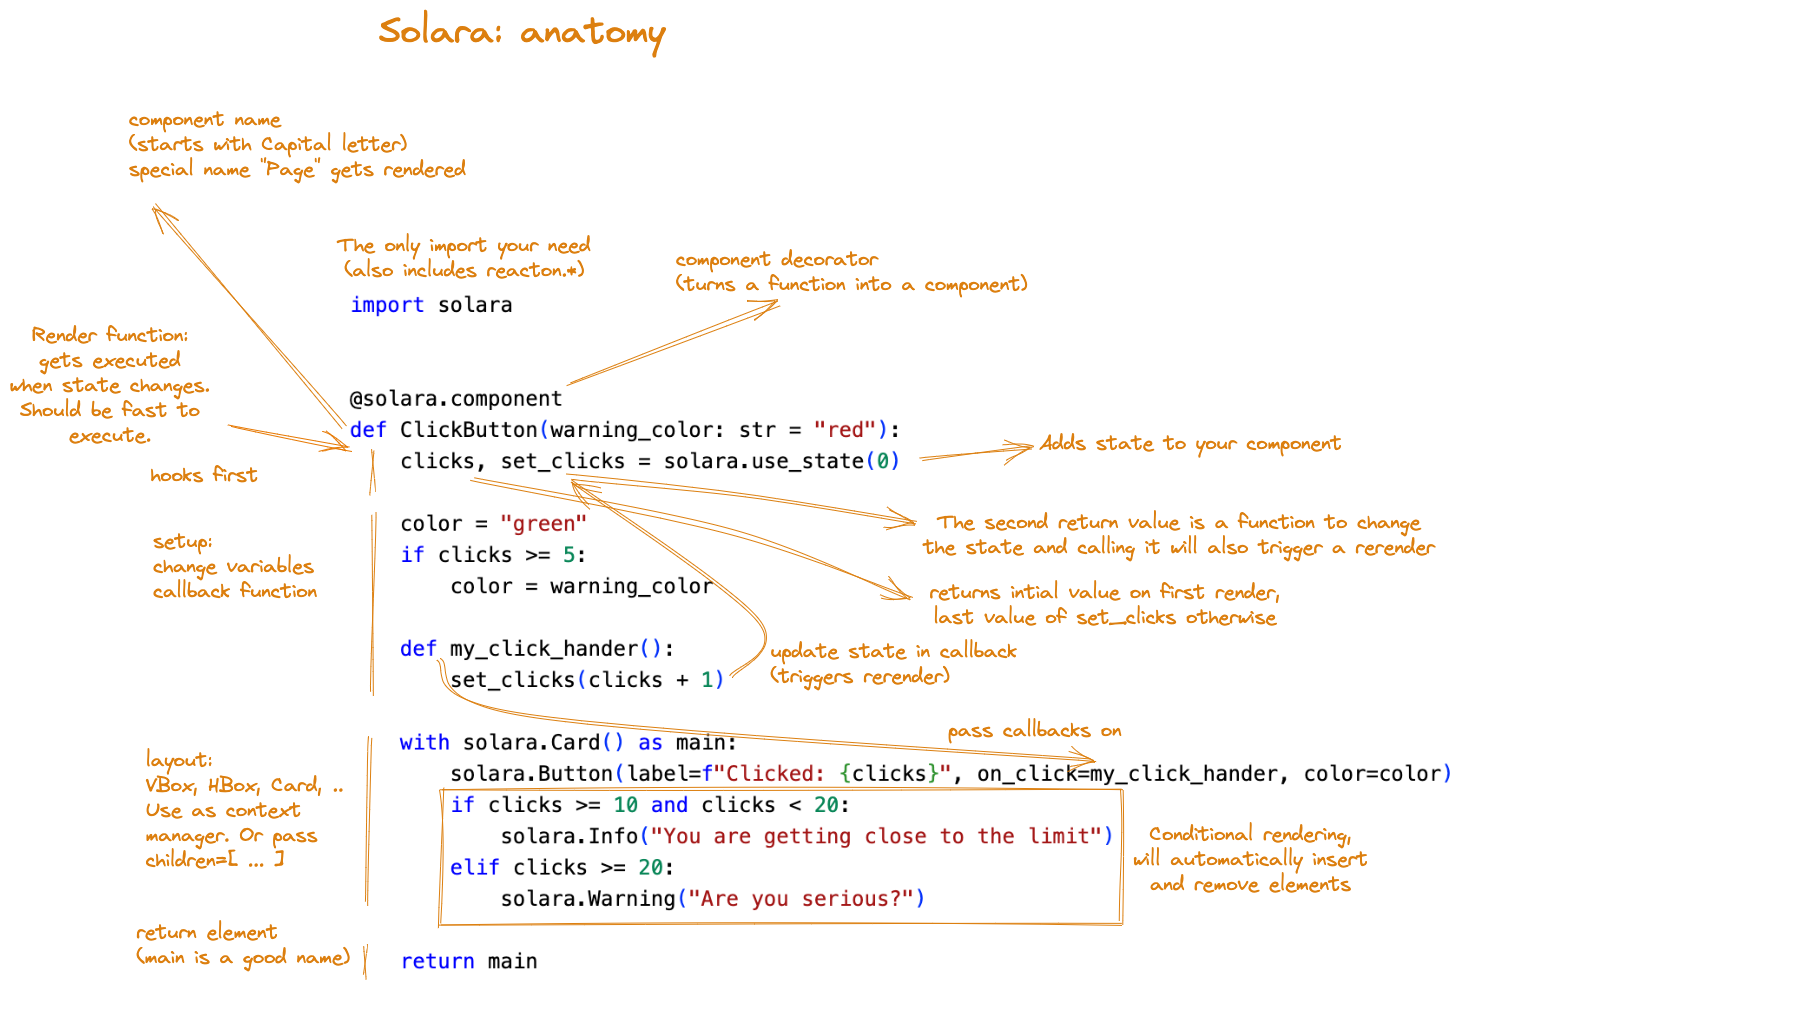 Solara: anatomy
component name
(starts with Capital letter)
special name "Page" gets rendered
The only import your need
(also includes reacton.*)
import solara
component decorator
(turns a function into a component)
Render function:
gets executed
when state changes.
Should be fast to
execute.
@solara.component
def ClickButton(warning_color: str = "red"):
clicks, set_clicks = solara.use_state(0)
Adds state to your component
hooks first
color = "green"
if clicks >= 5:
color = warning_color
The second return value is a function to change
the state and calling it will also trigger a rerender
setup:
change variables
callback function
returns intial value on first render,
last value of set_clicks otherwise
def my_click_hander():
set_clicks(clicks + 1)
update state in callback
(triggers rerender)
pass callbacks on
with solara.Card() as main:
solara.Button(label=f"Clicked: {clicks}", on_click=my_click_hander, color=color)
if clicks >= 10 and clicks < 20:
solara.Info("You are getting close to the limit")
elif clicks >= 20:
solara.Warning("Are you serious?")
layout:
VBox, HBox, Card, ..
Use as context
manager. Or pass
children=[ ... ]
Conditional rendering,
will automatically insert
and remove elements
return element
(main is a good name)
return main